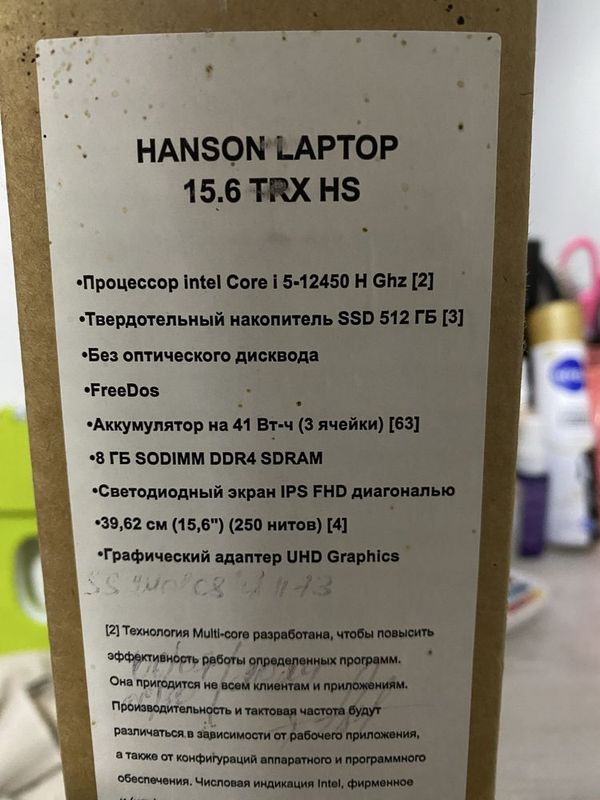 HANSON LAPTOP
15.6 TRX HS
•Процессор intel Core i 5-12450 H Ghz [2]
•Твердотельный накопитель SSD 512 ГБ [3]
•Без оптического дисквода
•FreeDos
•Аккумулятор на 41 Вт-ч (3 ячейки) [63]
•8 ГБ SODIMM DDR4 SDRAM
•Светодиодный экран IPS FHD диагональю
•39,62 см (15,6") (250 нитов) [4]
•Графический адаптер UHD Graphics
[2] Технология Multi-core разработана, чтобы повысить
эффективность работы определенных программ.
Она пригодится не всем клиентам и приложениям.
Производительность и тактовая частота будут
различаться в зависимости от рабочего приложения,
а также от конфигураций аппаратного и программного
обеспечения. Числовая индикация Intel, фирменное